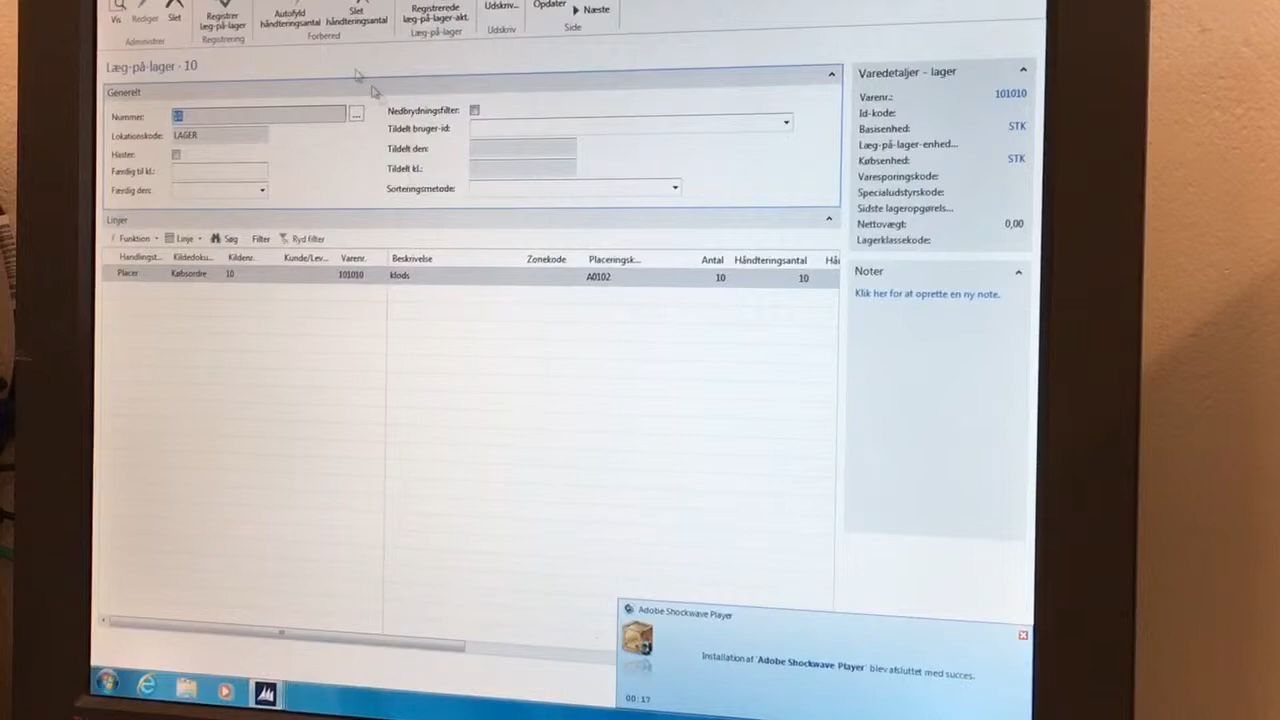 Vis Rediger Slet
Registrer
læg-på-lager
Autofyld
håndteringsantal
Slet
håndteringsantal
Registrerede
læg-på-lager-akt.
Udskriv...
Opdater
Næste
Administrer Registrering Forbered Læg-på-lager Udskriv Side
Læg-på-lager - 10
Generelt
Nummer: 10 ...
Lokationskode: LAGER
Haster:
Færdig til kl.:
Færdig den:
Nedbrydningsfilter:
Tildelt bruger-id:
Tildelt den:
Tildelt kl.:
Sorteringsmetode:
Linjer
Funktion Linje Søg Filter Ryd filter
Handlingst... Kildedoku... Kildenr. Kunde/Lev... Varenr. Beskrivelse Zonekode Placeringsk... Antal Håndteringsantal Hå
Placer Købsordre 10 101010 klods A0102 10 10
Varedetaljer - lager
Varenr.: 101010
Id-kode:
Basisenhed: STK
Læg-på-lager-enhed...
Købsenhed: STK
Varesporingskode:
Specialudstyrskode:
Sidste lageropgørels...
Nettovægt: 0,00
Lagerklassekode:
Noter
Klik her for at oprette en ny note.
Adobe Shockwave Player
Installation af 'Adobe Shockwave Player' blev afsluttet med succes.
00:17